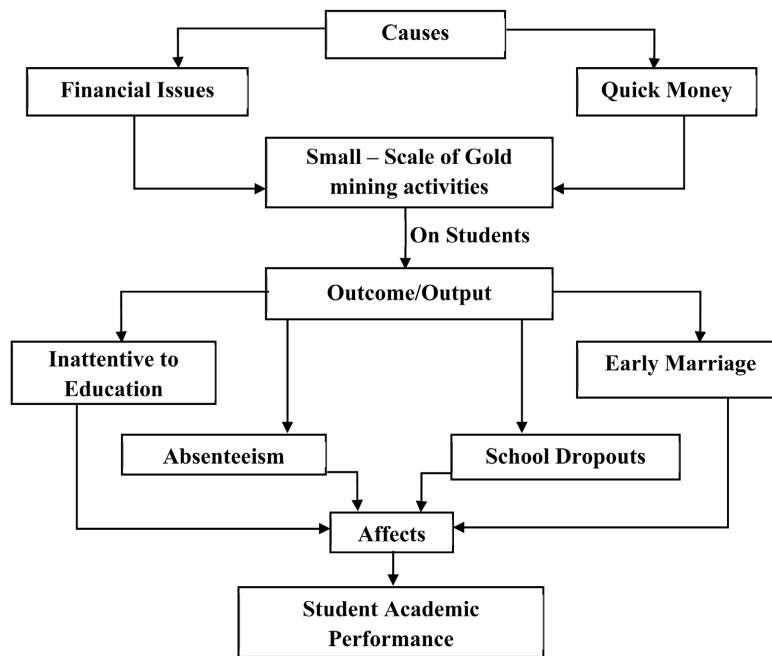 Causes
Financial Issues
Quick Money
Small – Scale of Gold
mining activities
On Students
Outcome/Output
Inattentive to
Education
Early Marriage
Absenteeism
School Dropouts
Affects
Student Academic
Performance